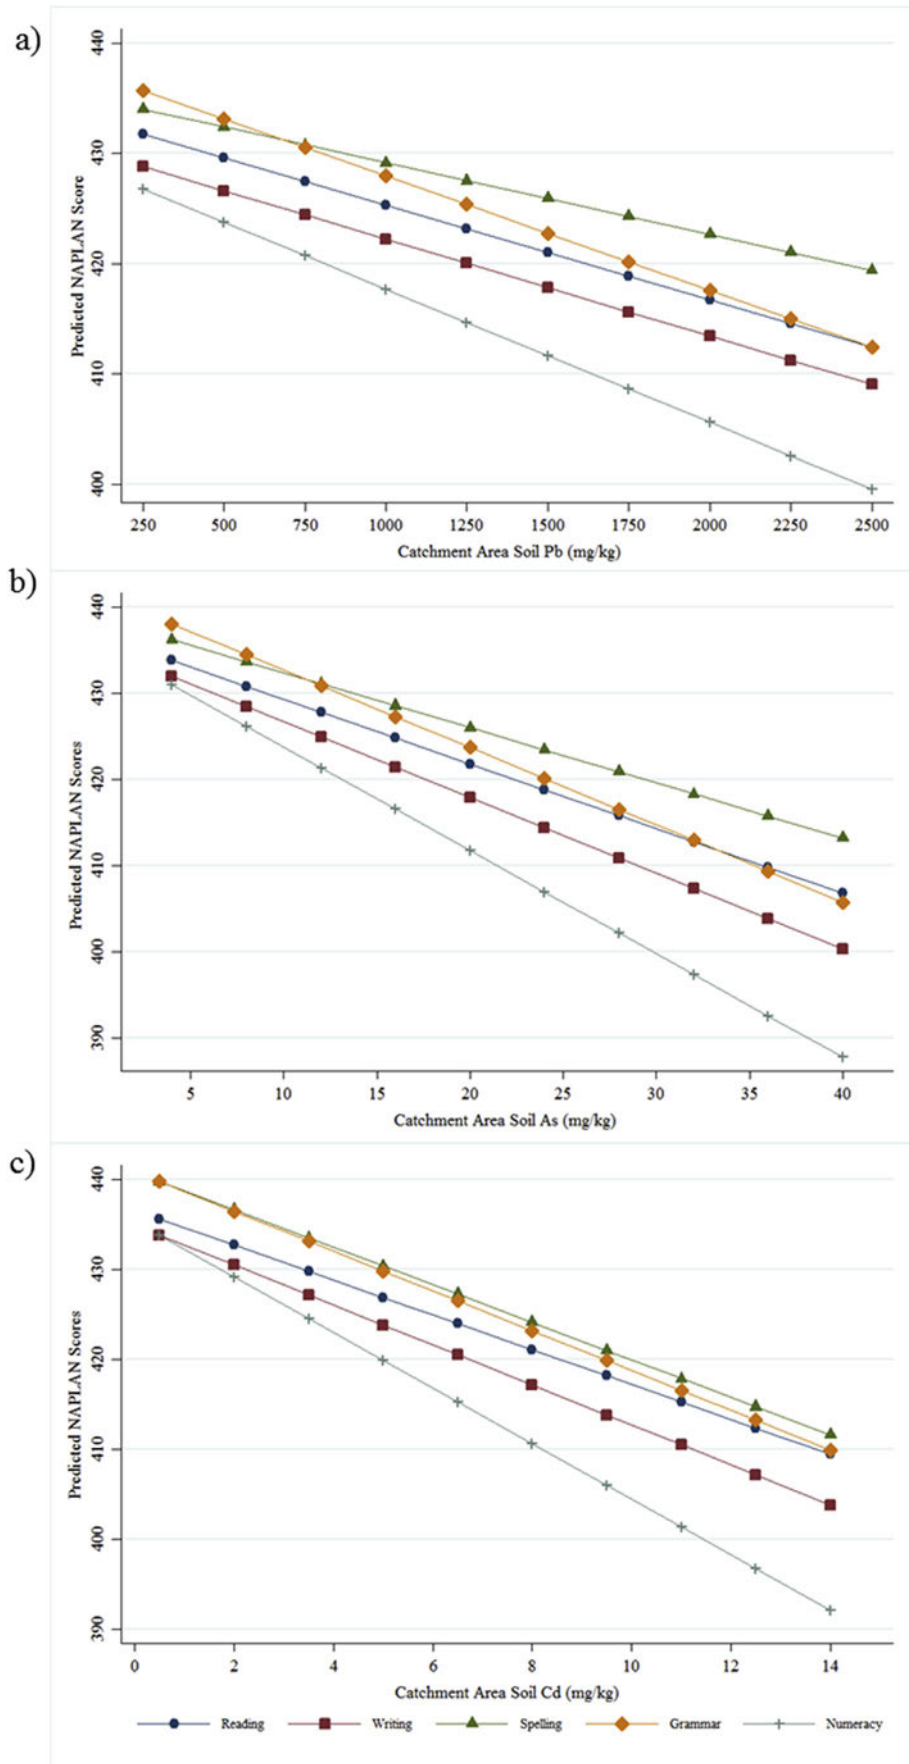 a)
440
430
420
410
400
Predicted NAPLAN Score
250 500 750 1000 1250 1500 1750 2000 2250 2500
Catchment Area Soil Pb (mg/kg)
b)
440
430
420
410
400
390
Predicted NAPLAN Scores
5 10 15 20 25 30 35 40
Catchment Area Soil As (mg/kg)
c)
440
430
420
410
400
390
Predicted NAPLAN Scores
0 2 4 6 8 10 12 14
Catchment Area Soil Cd (mg/kg)
Reading Writing Spelling Grammar Numeracy